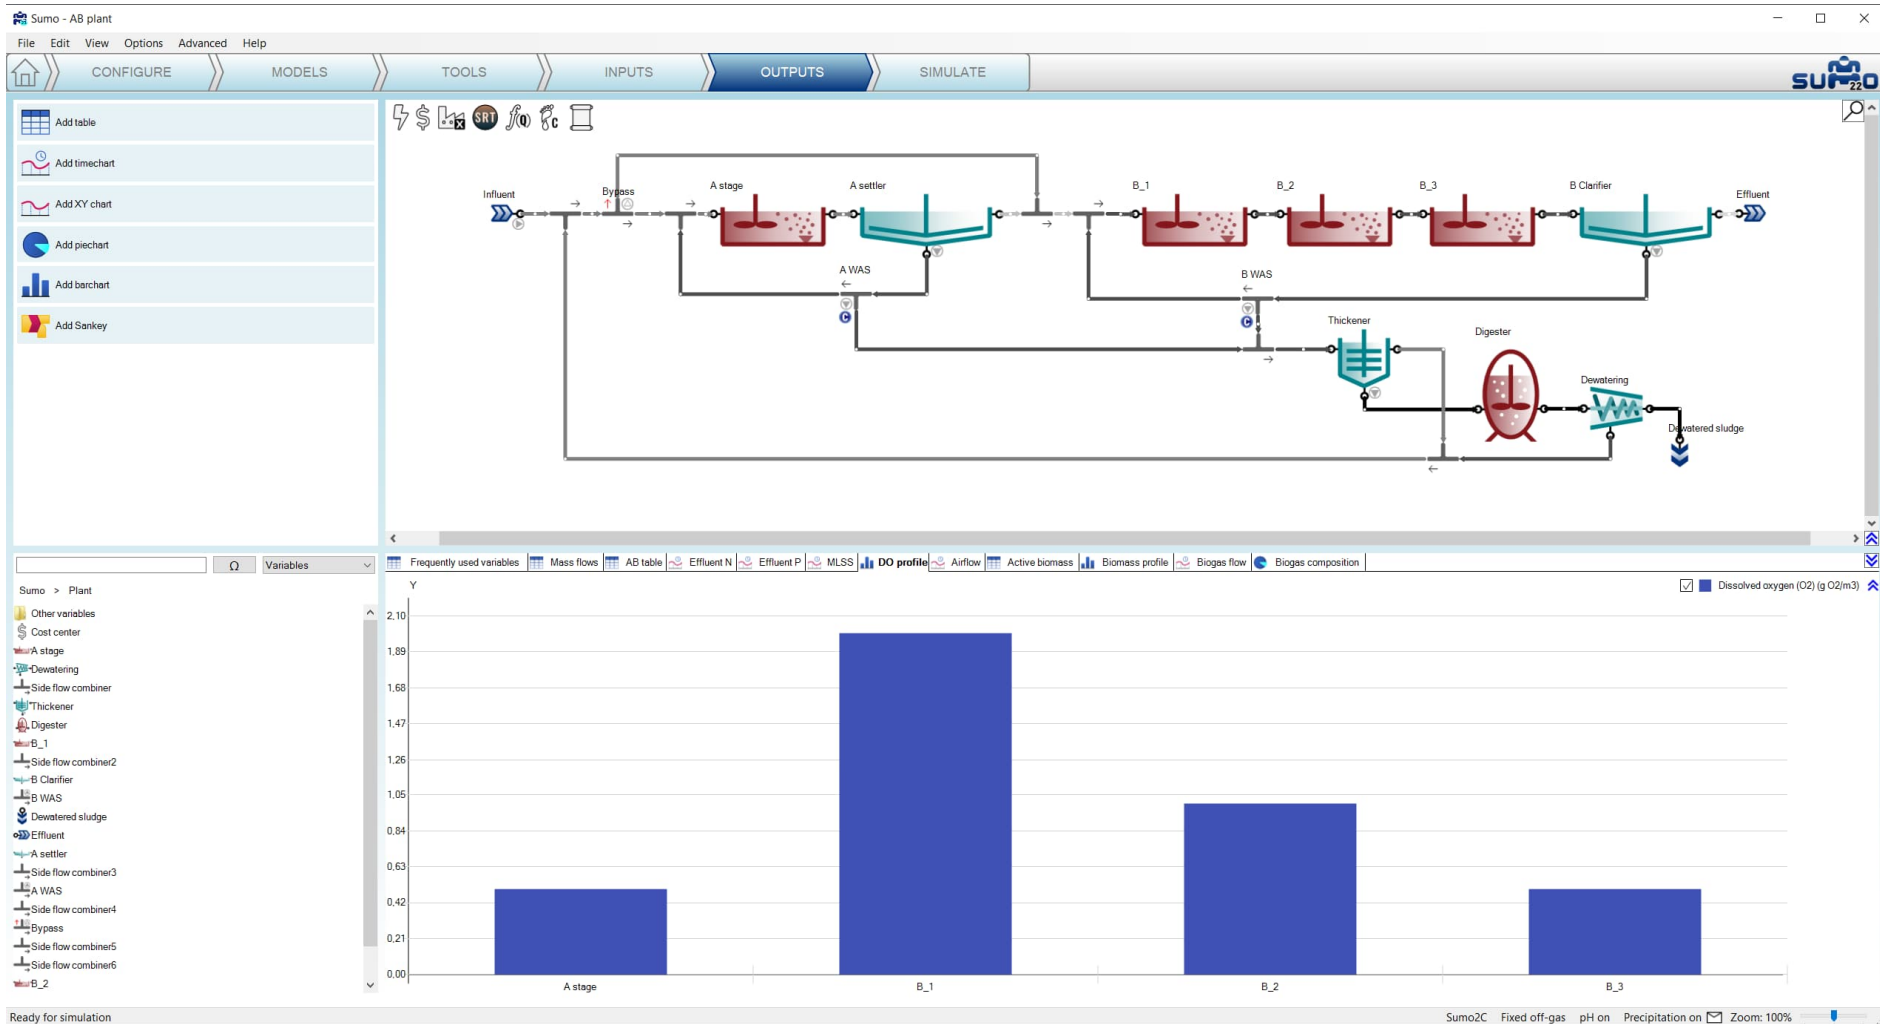 Sumo - AB plant
File Edit View Options Advanced Help
CONFIGURE MODELS TOOLS INPUTS OUTPUTS SIMULATE
SUMO 22
Add table
Add timechart
Add XY chart
Add piechart
Add barchart
Add Sankey
$ x SRT f(Q) C
Influent
Bypass
A stage
A settler
B_1
B_2
B_3
B Clarifier
Effluent
A WAS
C
B WAS
C
Thickener
Digester
Dewatering
Dewatered sludge
Ω Variables
Frequently used variables Mass flows AB table Effluent N Effluent P MLSS DO profile Airflow Active biomass Biomass profile Biogas flow Biogas composition
Sumo > Plant
Other variables
Cost center
A stage
Dewatering
Side flow combiner
Thickener
Digester
B_1
Side flow combiner2
B Clarifier
B WAS
Dewatered sludge
Effluent
A settler
Side flow combiner3
A WAS
Side flow combiner4
Bypass
Side flow combiner5
Side flow combiner6
B_2
Y
Dissolved oxygen (O2) (g O2/m3)
2,10
1,89
1,68
1,47
1,26
1,05
0,84
0,63
0,42
0,21
0,00
A stage B_1 B_2 B_3
Ready for simulation
Sumo2C Fixed off-gas pH on Precipitation on Zoom: 100%